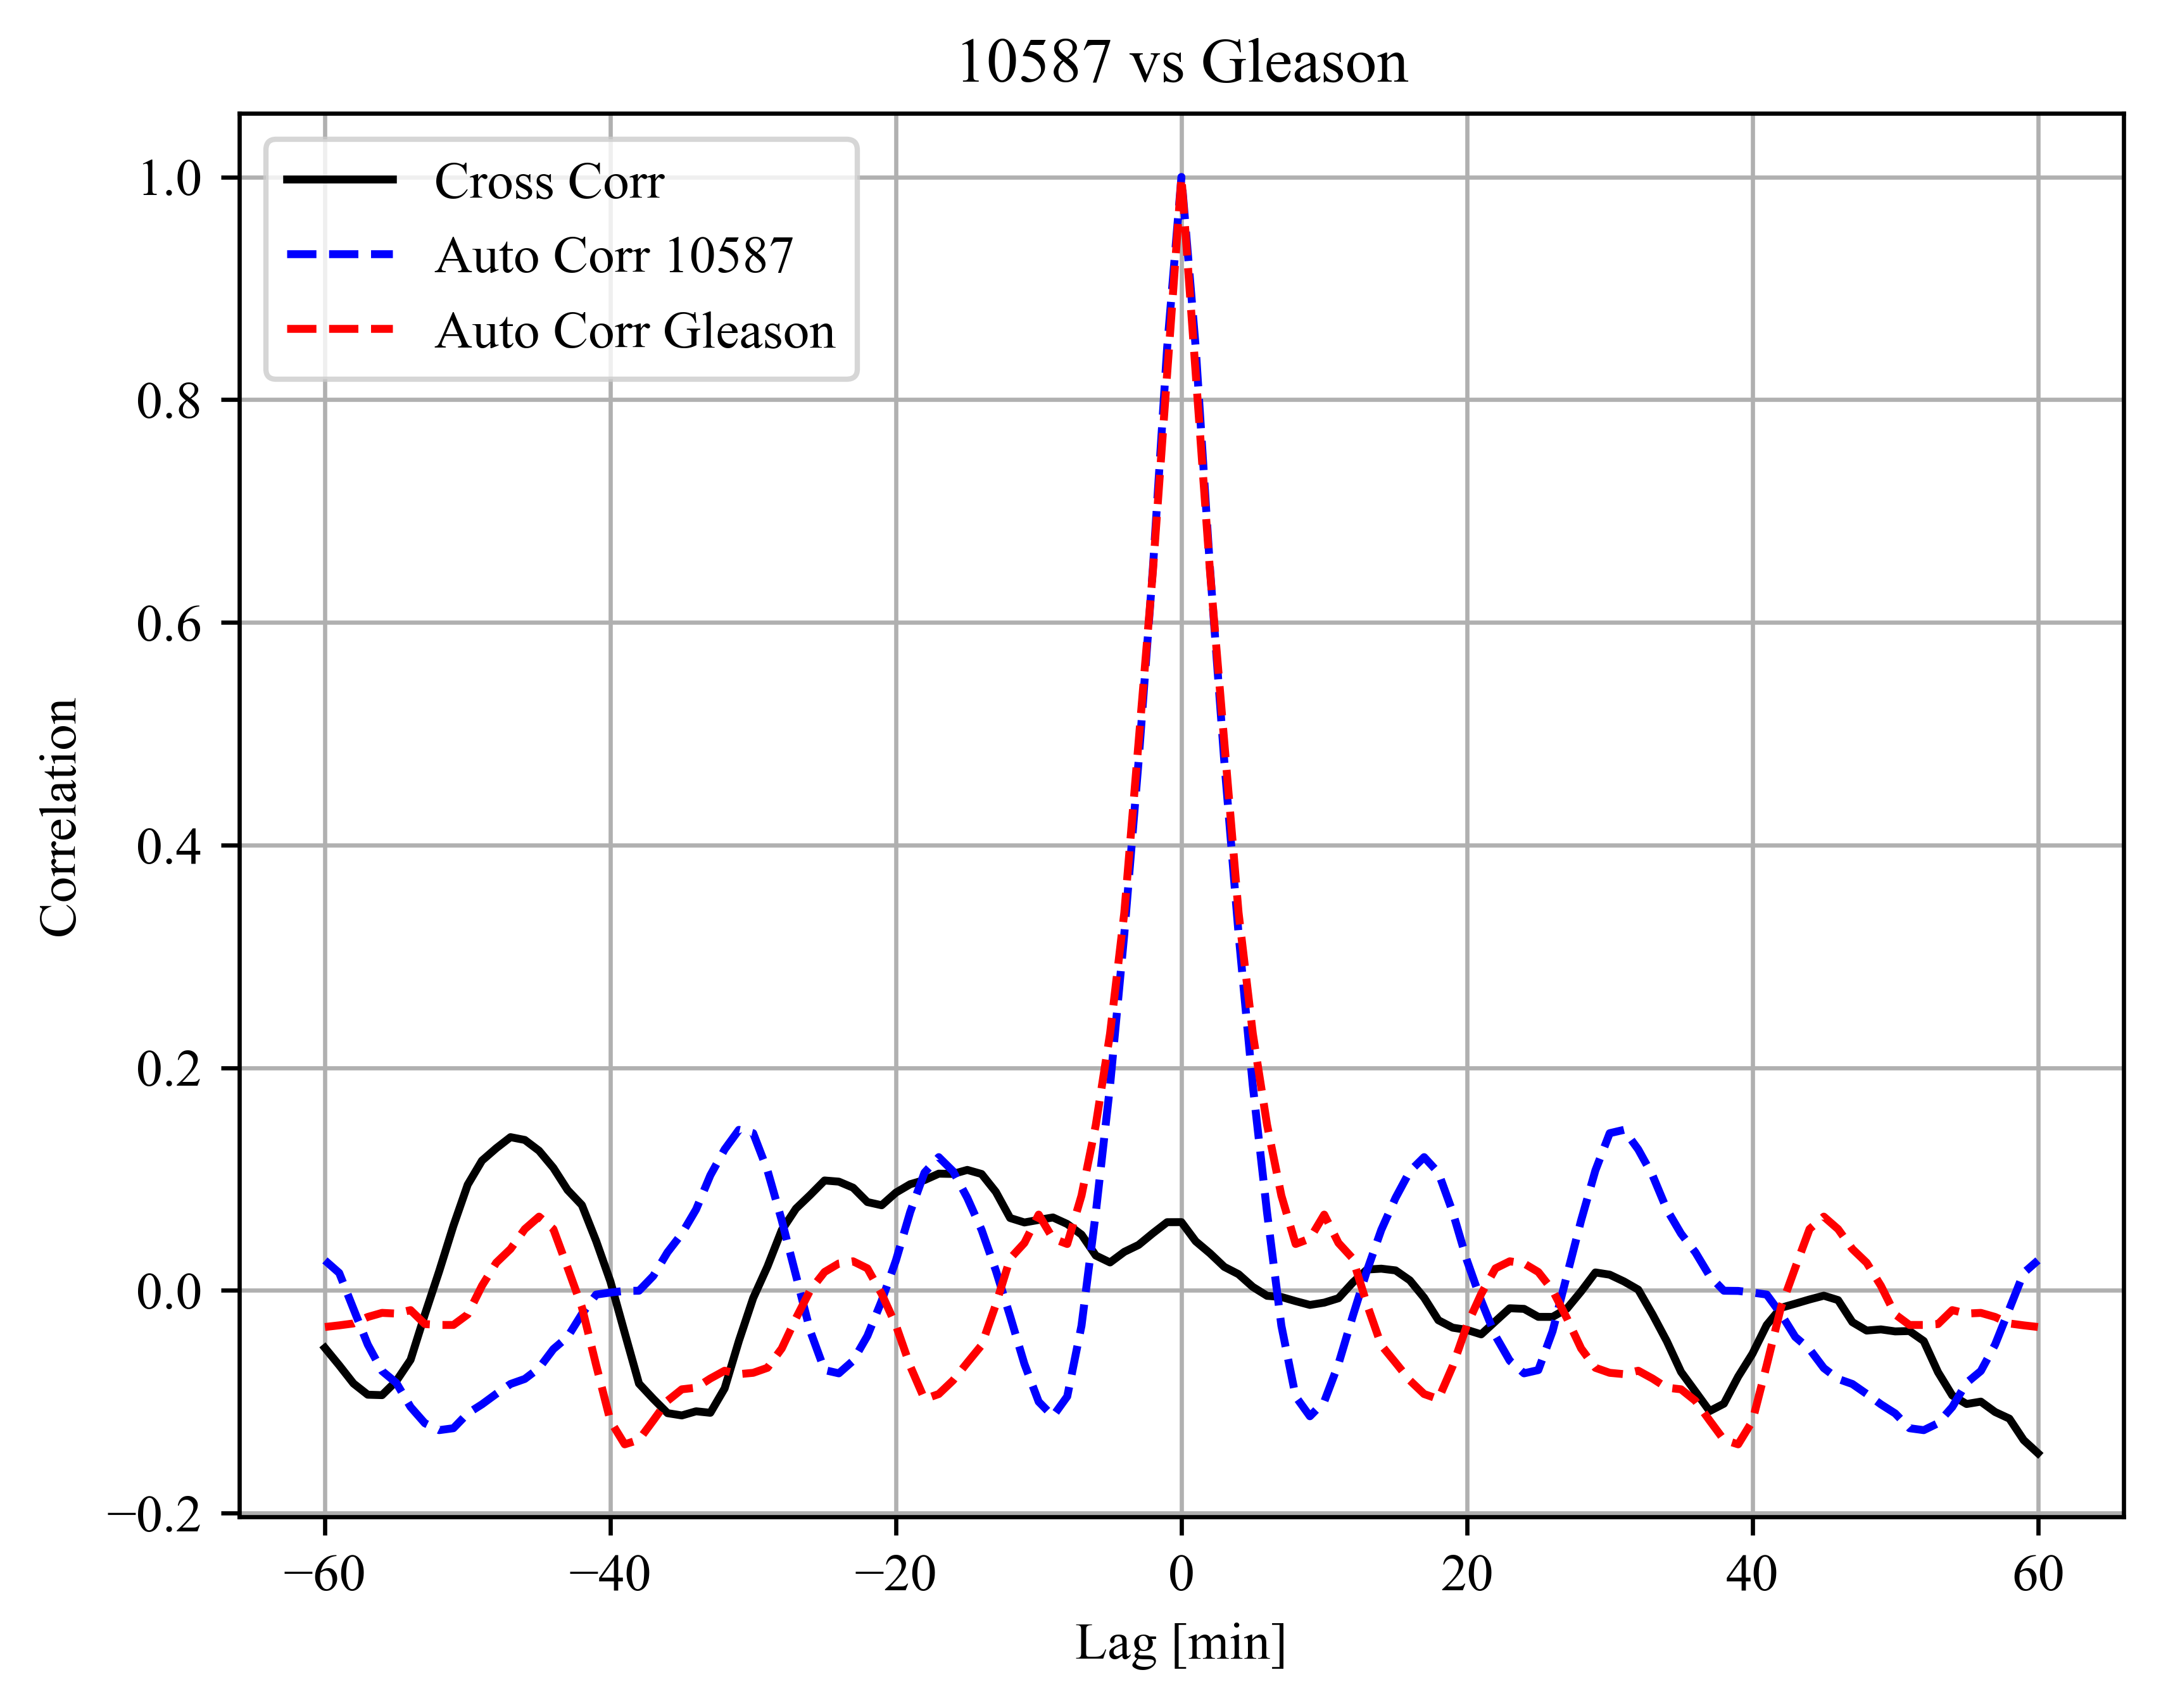 10587 vs Gleason
Cross Corr
Auto Corr 10587
Auto Corr Gleason
1.0
0.8
0.6
0.4
0.2
0.0
−0.2
Correlation
−60 −40 −20 0 20 40 60
Lag [min]